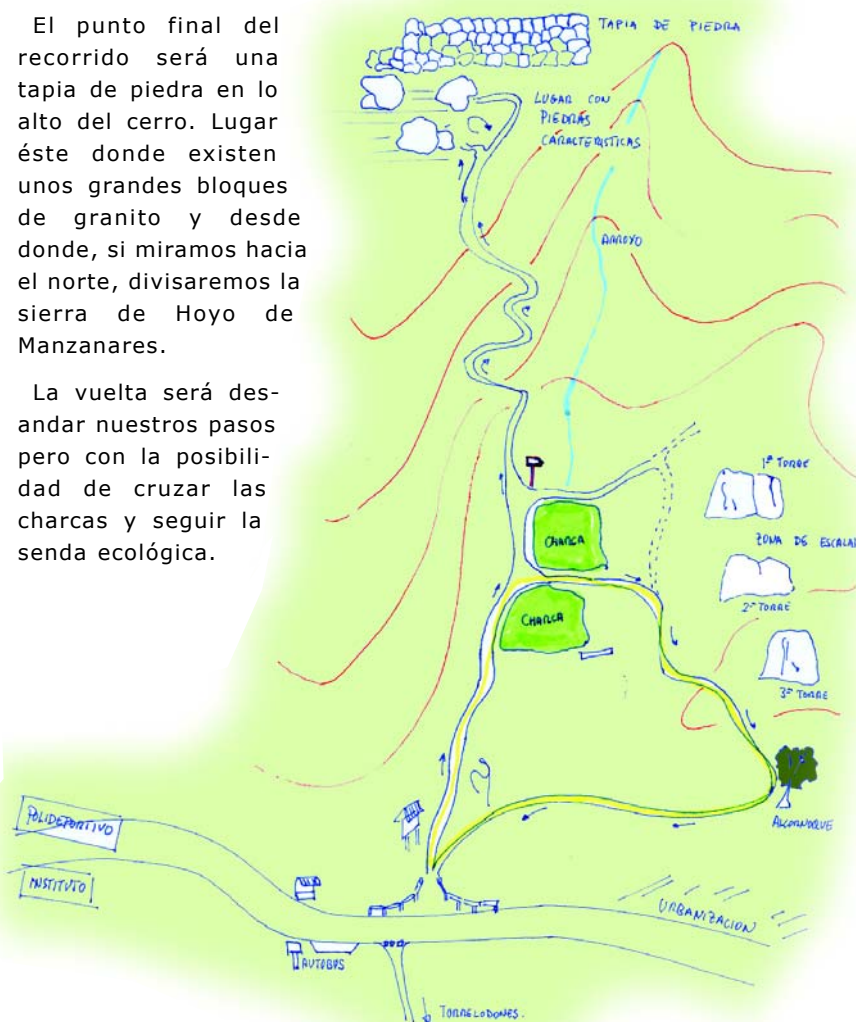 El punto final del
recorrido será una
tapia de piedra en lo
alto del cerro. Lugar
éste donde existen
unos grandes bloques
de granito y desde
donde, si miramos hacia
el norte, divisaremos la
sierra de Hoyo de
Manzanares.
La vuelta será des-
andar nuestros pasos
pero con la posibili-
dad de cruzar las
charcas y seguir la
senda ecológica.
TAPIA DE PIEDRA
LUGAR CON
PIEDRAS
CARACTERISTICAS
ARROYO
1ª TORRE
ZONA DE ESCALAD
CHARCA
2ª TORRE
CHARCA
3ª TORRE
ALCORNOQUE
POLIDEPORTIVO
INSTITUTO
URBANIZACION
AUTOBUS
TORRELODONES.